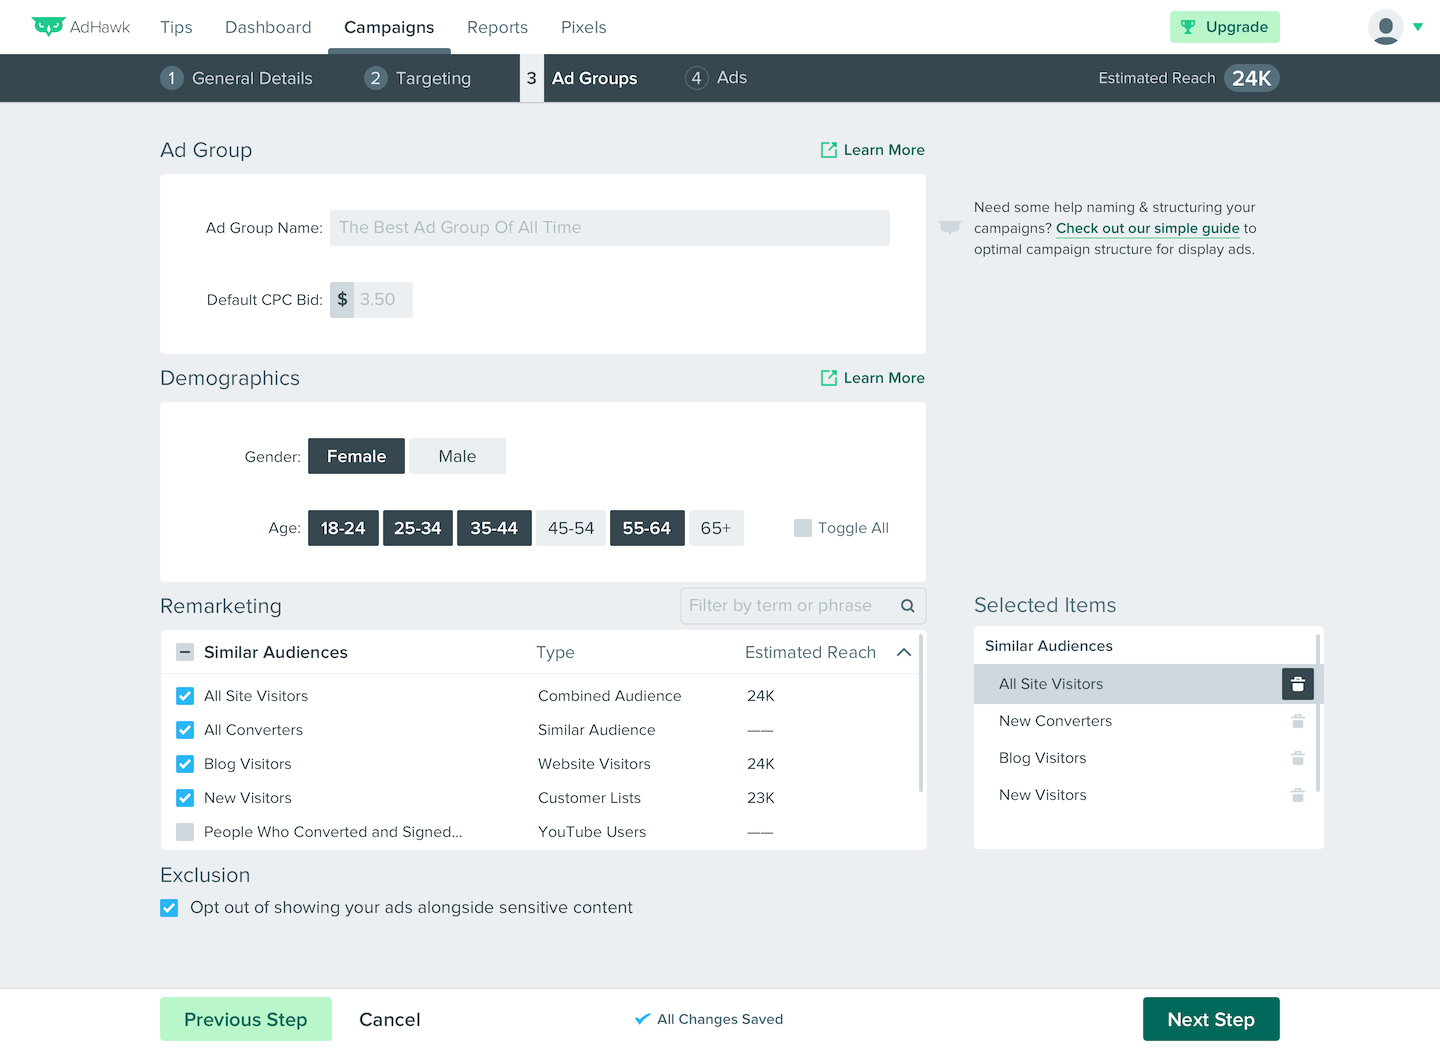 AdHawk Tips Dashboard Campaigns Reports Pixels Upgrade
1 General Details 2 Targeting 3 Ad Groups 4 Ads Estimated Reach 24K
Ad Group Learn More
Ad Group Name: The Best Ad Group Of All Time
Need some help naming & structuring your
campaigns? Check out our simple guide to
optimal campaign structure for display ads.
Default CPC Bid: $ 3.50
Demographics Learn More
Gender: Female Male
Age: 18-24 25-34 35-44 45-54 55-64 65+ Toggle All
Remarketing Filter by term or phrase
Similar Audiences Type Estimated Reach
All Site Visitors Combined Audience 24K
All Converters Similar Audience ——
Blog Visitors Website Visitors 24K
New Visitors Customer Lists 23K
People Who Converted and Signed... YouTube Users ——
Selected Items
Similar Audiences
All Site Visitors
New Converters
Blog Visitors
New Visitors
Exclusion
Opt out of showing your ads alongside sensitive content
Previous Step Cancel All Changes Saved Next Step